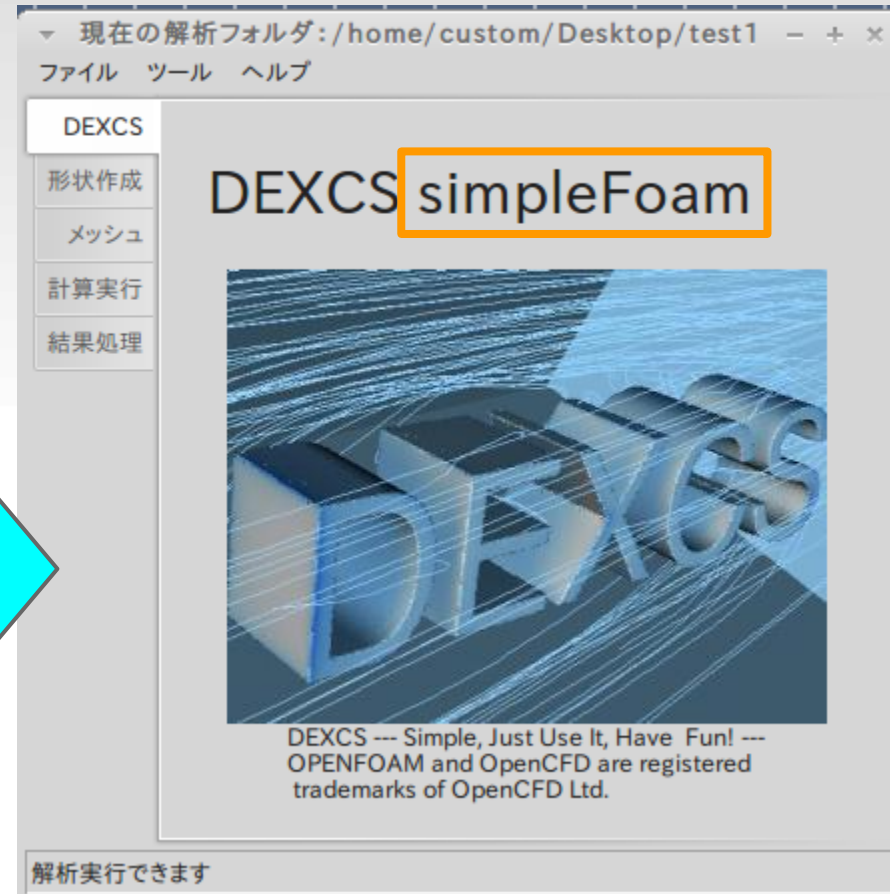 現在の解析フォルダ:/home/custom/Desktop/test1
ファイル ツール ヘルプ
DEXCS
形状作成
メッシュ
計算実行
結果処理
DEXCS simpleFoam
DEXCS
DEXCS --- Simple, Just Use It, Have Fun! ---
OPENFOAM and OpenCFD are registered
trademarks of OpenCFD Ltd.
解析実行できます